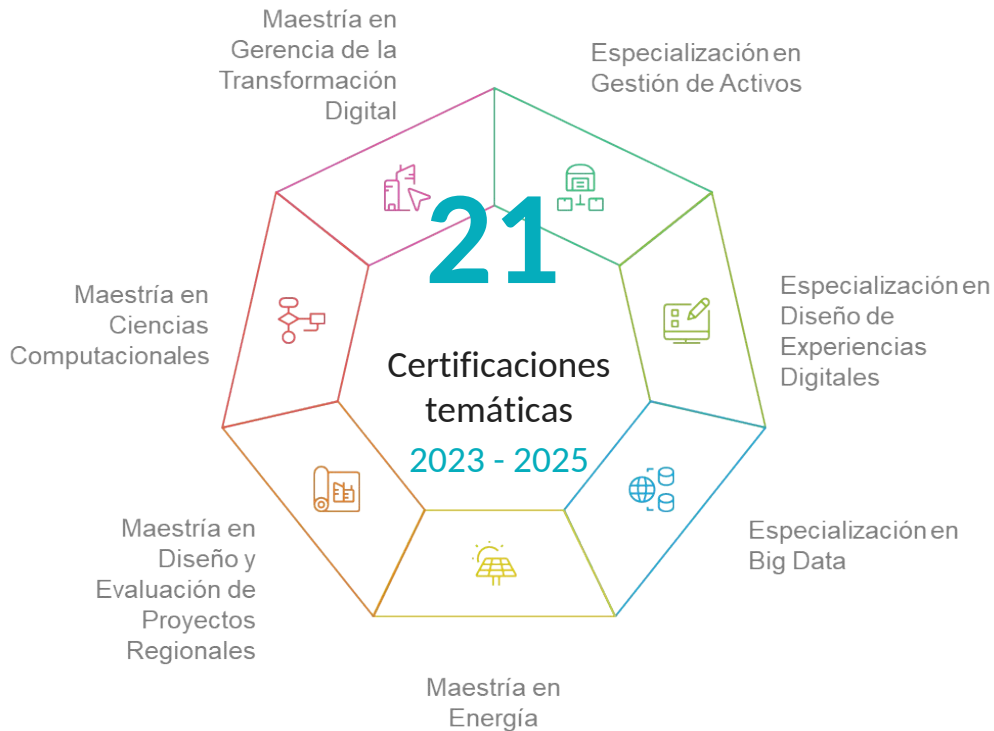 Maestría en
Gerencia de la
Transformación
Digital
Especialización en
Gestión de Activos
21
Certificaciones
temáticas
2023 - 2025
Maestría en
Ciencias
Computacionales
Especialización en
Diseño de
Experiencias
Digitales
Maestría en
Diseño y
Evaluación de
Proyectos
Regionales
Especialización en
Big Data
Maestría en
Energía